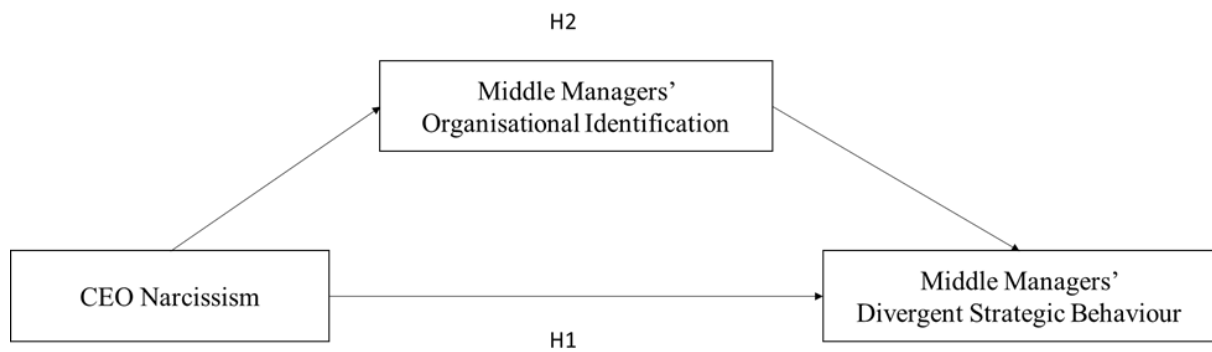 H2
Middle Managers’
Organisational Identification
CEO Narcissism
Middle Managers’
Divergent Strategic Behaviour
H1